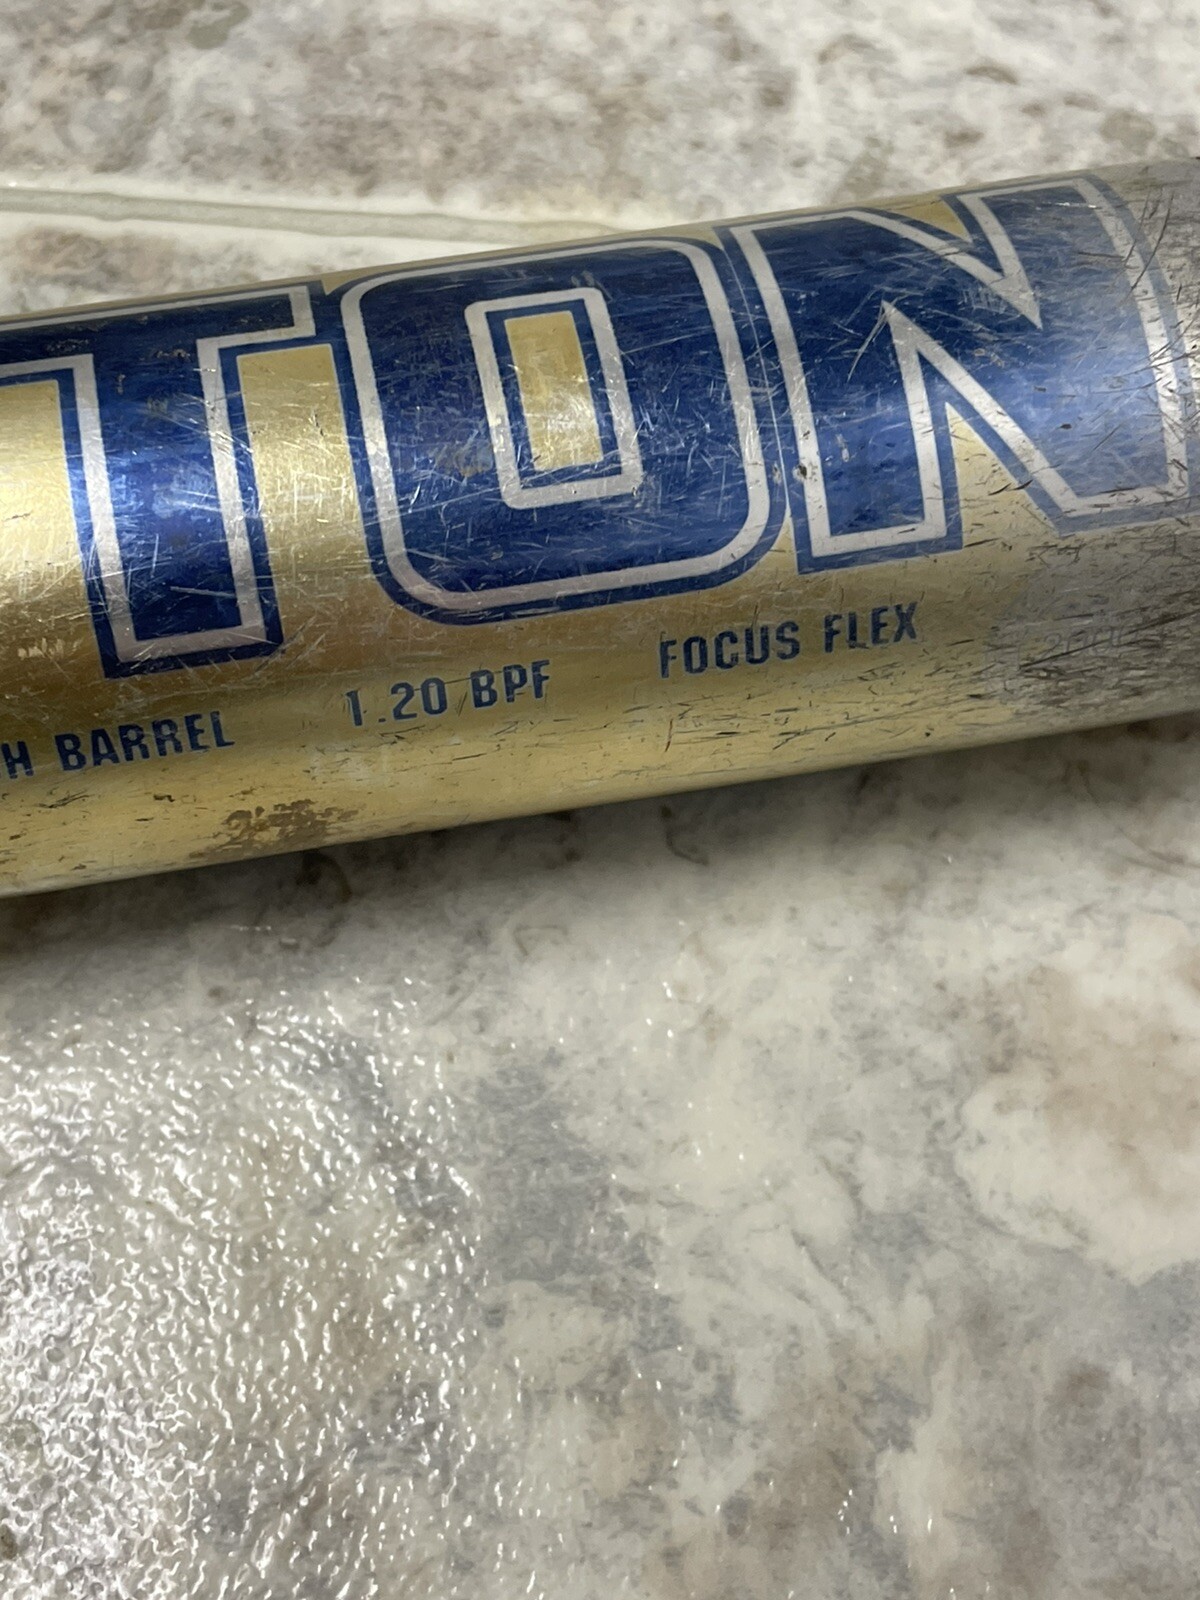 TON
H BARREL 1.20 BPF FOCUS FLEX